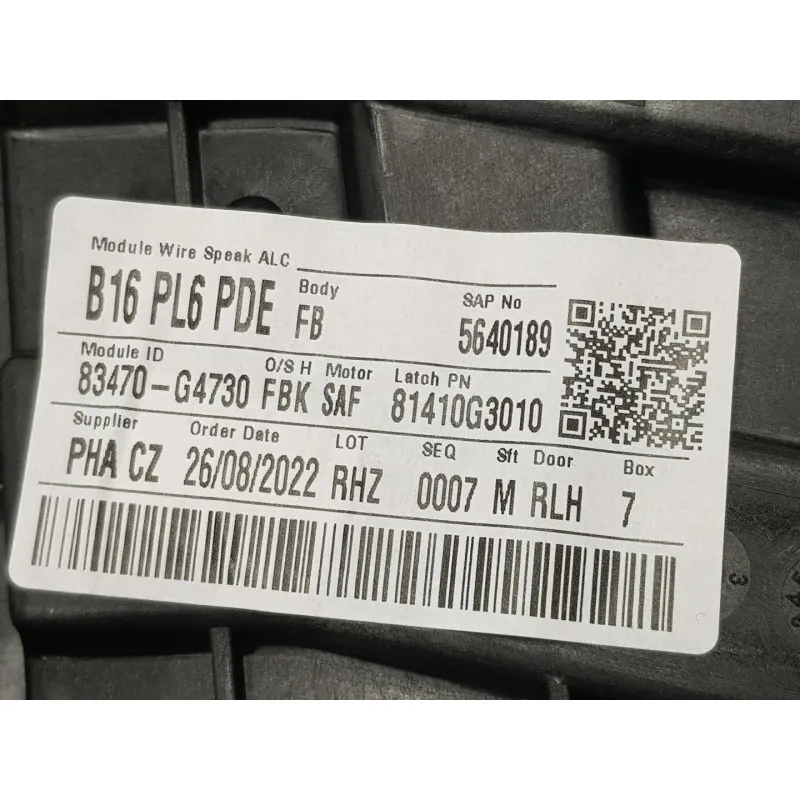 Module Wire Speak ALC
B16 PL6 PDE Body FB SAP No 5640189
Module ID O/S H Motor Latch PN
83470-G4730 FBK SAF 81410G3010
Supplier Order Date LOT SEQ Sft Door Box
PHA CZ 26/08/2022 RHZ 0007 M RLH 7
3